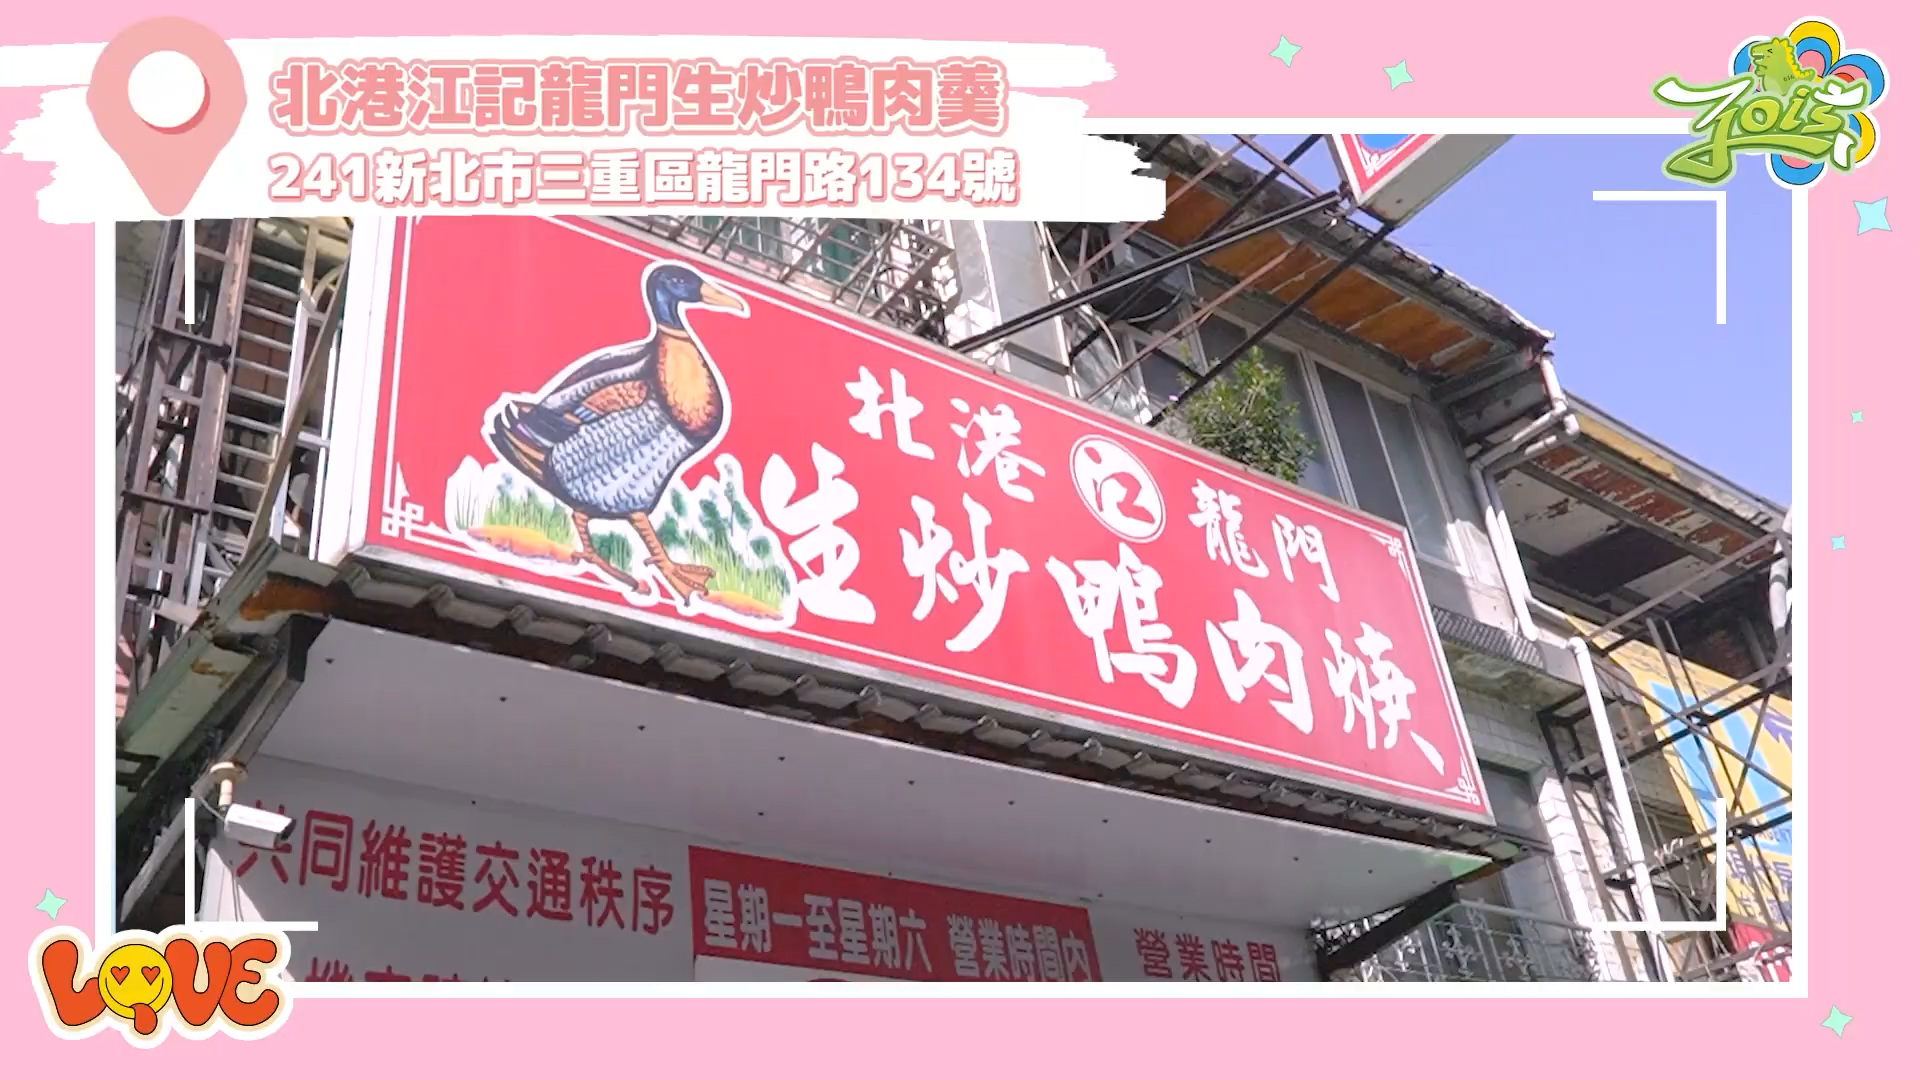 北港江記龍門生炒鴨肉羹
241新北市三重區龍門路134號
Jois
北港 江 龍門
生炒鴨肉焿
共同維護交通秩序
星期一至星期六 營業時間內
營業時間
LOVE